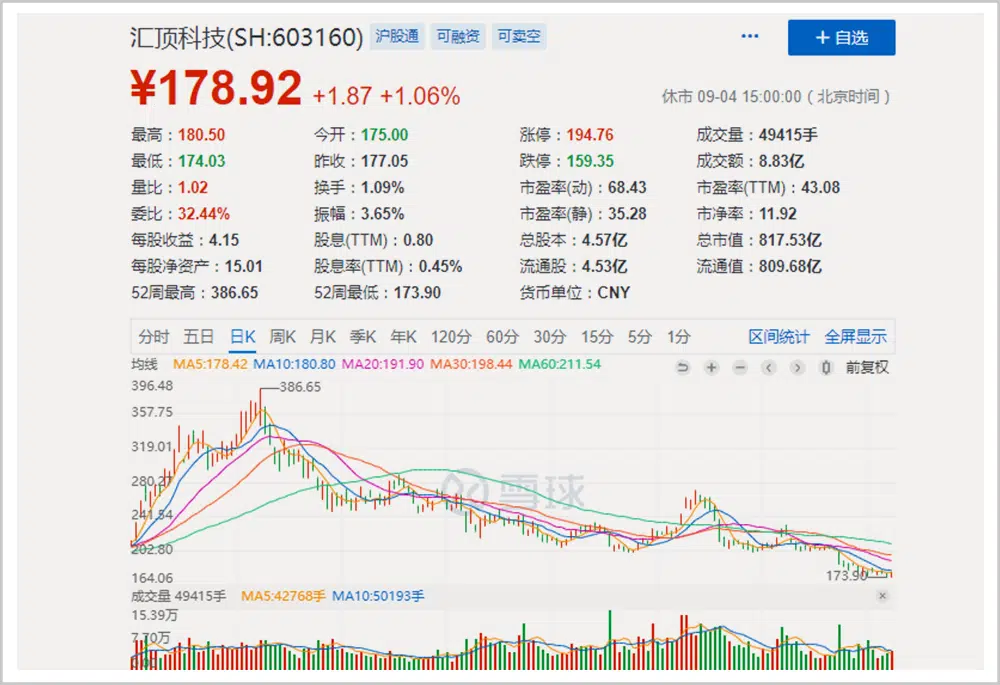 汇顶科技(SH:603160) 沪股通 可融资 可卖空 ••• +自选
¥178.92 +1.87 +1.06% 休市 09-04 15:00:00 ( 北京时间 )
最高：180.50 今开：175.00 涨停：194.76 成交量：49415手
最低：174.03 昨收：177.05 跌停：159.35 成交额：8.83亿
量比：1.02 换手：1.09% 市盈率(动)：68.43 市盈率(TTM)：43.08
委比：32.44% 振幅：3.65% 市盈率(静)：35.28 市净率：11.92
每股收益：4.15 股息(TTM)：0.80 总股本：4.57亿 总市值：817.53亿
每股净资产：15.01 股息率(TTM)：0.45% 流通股：4.53亿 流通值：809.68亿
52周最高：386.65 52周最低：173.90 货币单位：CNY
分时 五日 日K 周K 月K 季K 年K 120分 60分 30分 15分 5分 1分 区间统计 全屏显示
均线 MA5:178.42 MA10:180.80 MA20:191.90 MA30:198.44 MA60:211.54 前复权
396.48
386.65
357.75
319.01
280.27
雪球
241.54
202.80
164.06
173.90
成交量 49415手 MA5:42768手 MA10:50193手
15.39万
7.70万